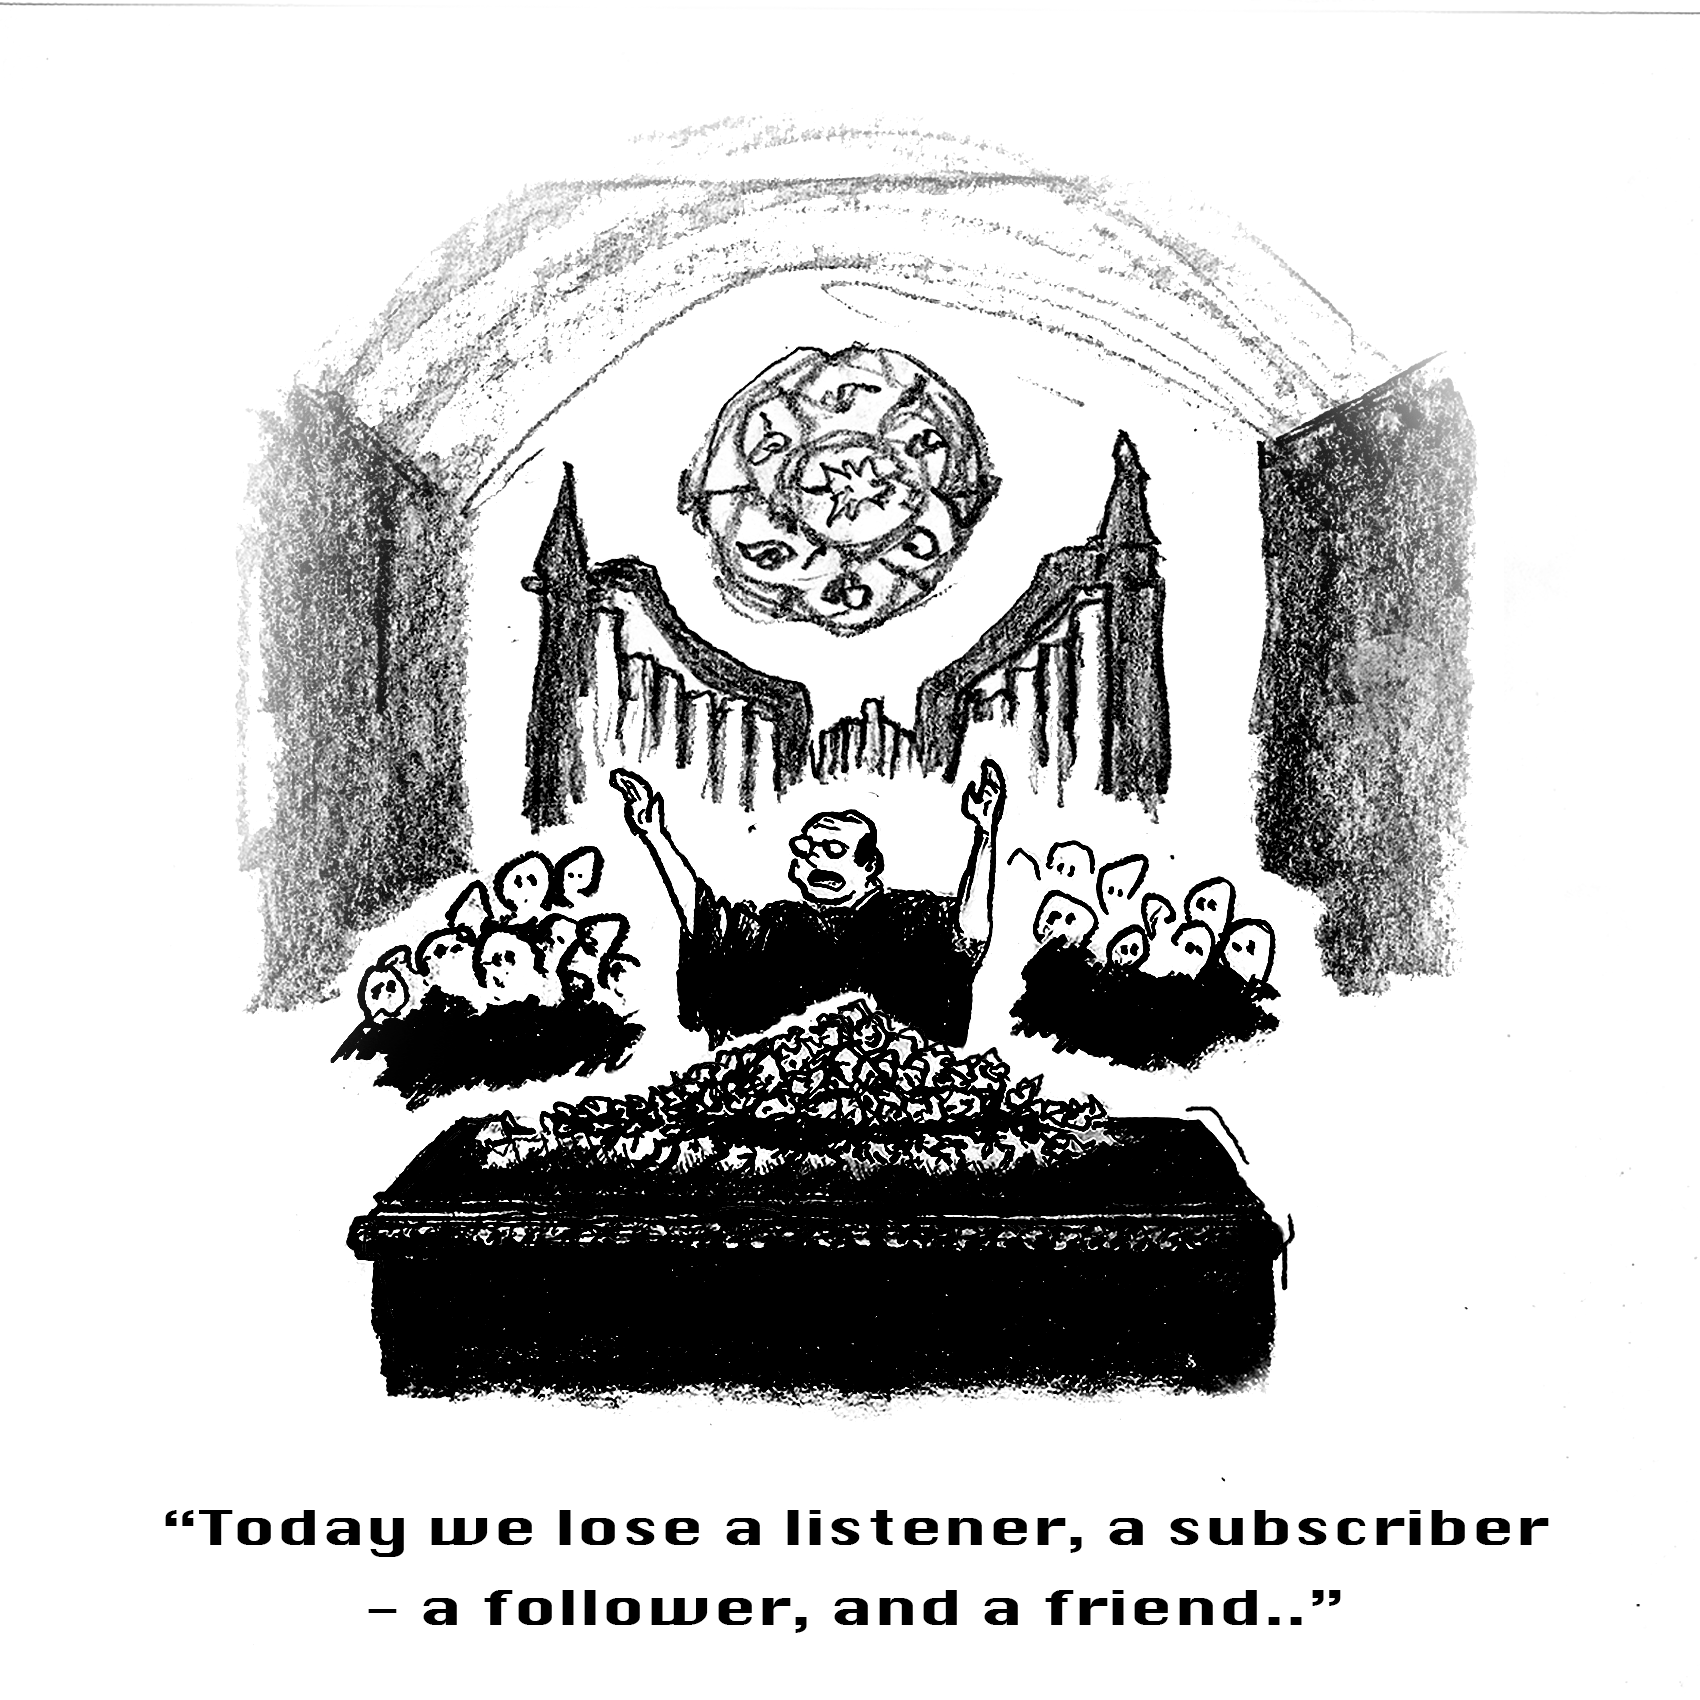 “Today we lose a listener, a subscriber
– a follower, and a friend..”